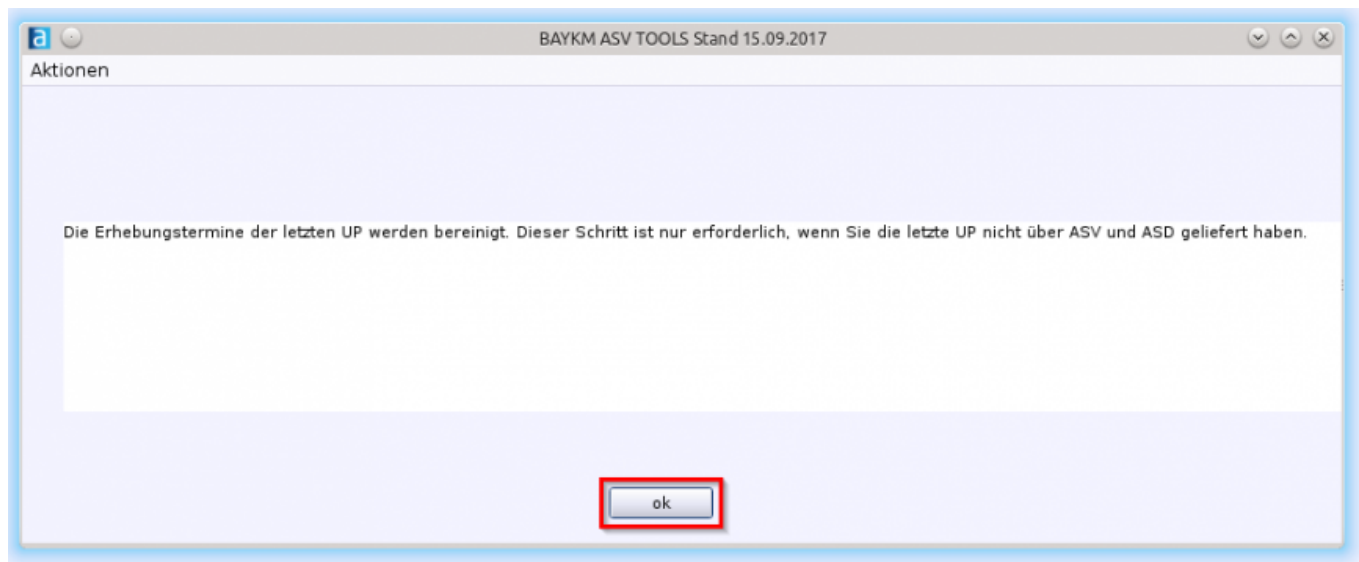 BAYKM ASV TOOLS Stand 15.09.2017
Aktionen
Die Erhebungstermine der letzten UP werden bereinigt. Dieser Schritt ist nur erforderlich, wenn Sie die letzte UP nicht über ASV und ASD geliefert haben.
ok